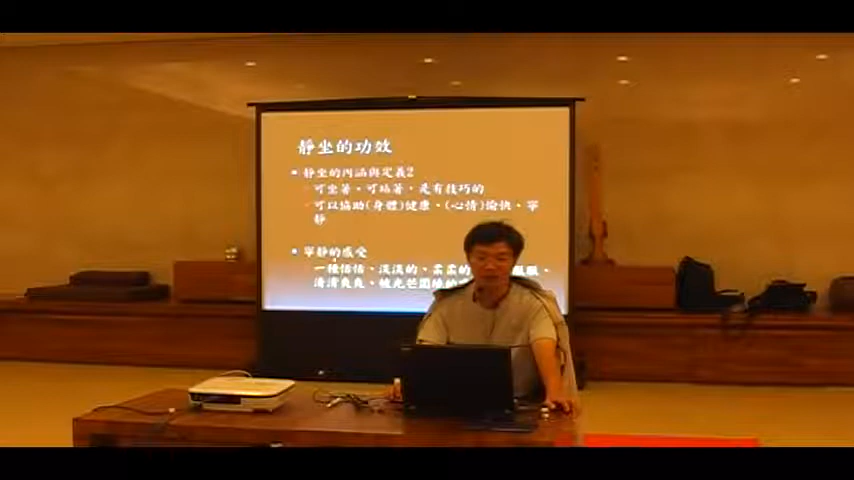 靜坐的功效
靜坐的內涵與定義2
可坐著、可站著、是有技巧的
可以協助(身體)健康、(心情)愉快、寧
靜
寧靜的感受
一種恬恬、淡淡的、柔柔的
清清爽爽、被光芒圍繞的